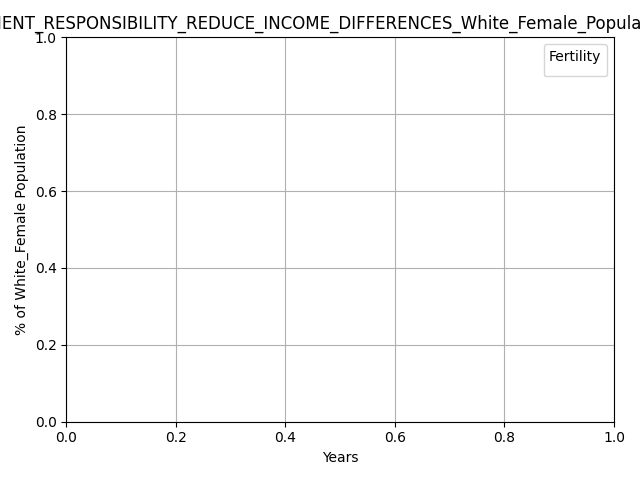 IENT_RESPONSIBILITY_REDUCE_INCOME_DIFFERENCES_White_Female_Popula
Fertility
% of White_Female Population
1.0
0.8
0.6
0.4
0.2
0.0
0.0 0.2 0.4 0.6 0.8 1.0
Years